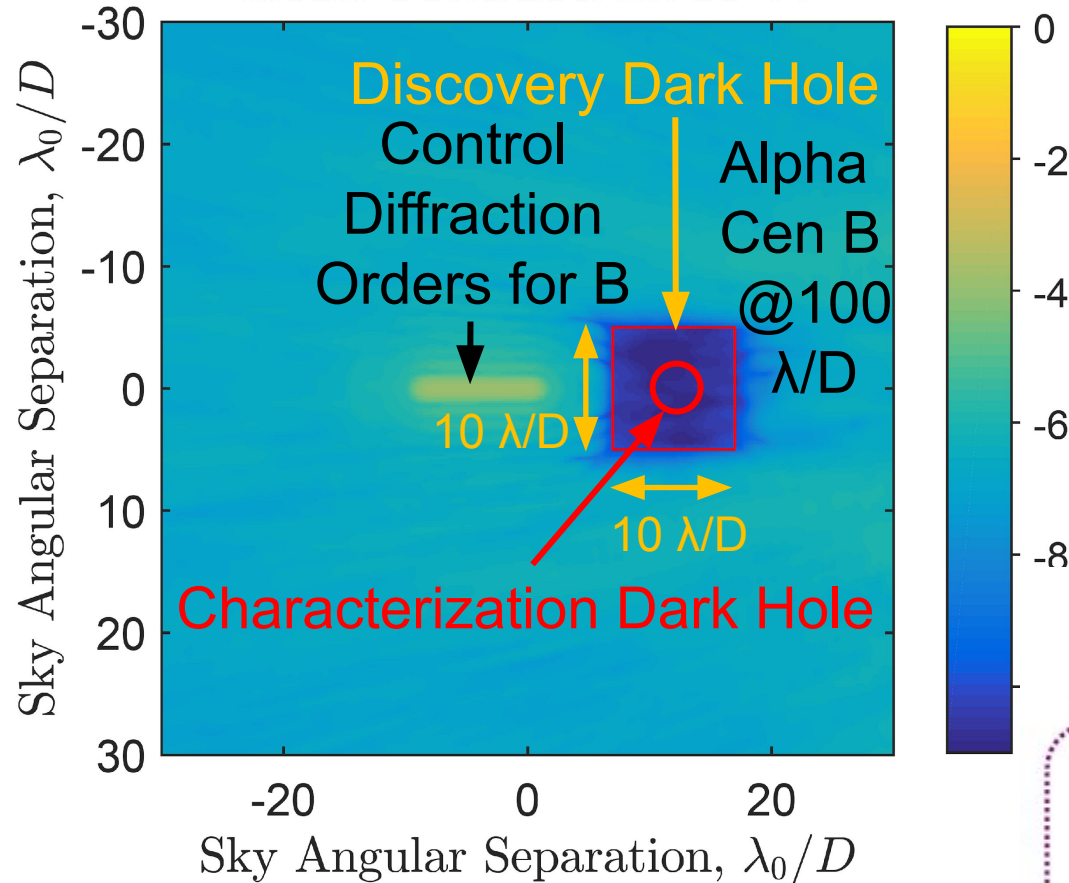 Discovery Dark Hole
Control
Diffraction
Orders for B
Alpha
Cen B
@100
λ/D
10 λ/D
10 λ/D
Characterization Dark Hole
-30
-20
-10
0
10
20
30
Sky Angular Separation, λ₀/D
-20
0
20
Sky Angular Separation, λ₀/D
0
-2
-4
-6
-8